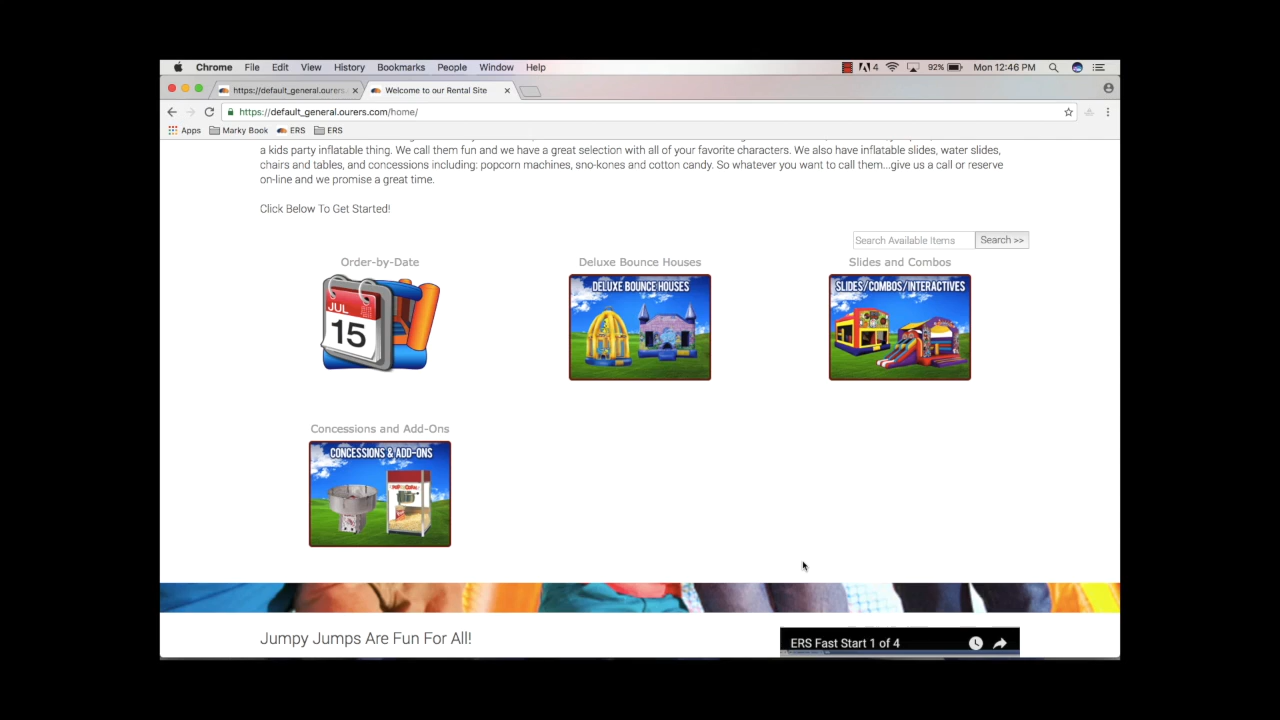 Chrome File Edit View History Bookmarks People Window Help 4 92% Mon 12:46 PM
https://default_general.ourers. Welcome to our Rental Site
https://default_general.ourers.com/home/
Apps Marky Book ERS ERS
a kids party inflatable thing. We call them fun and we have a great selection with all of your favorite characters. We also have inflatable slides, water slides,
chairs and tables, and concessions including: popcorn machines, sno-kones and cotton candy. So whatever you want to call them...give us a call or reserve
on-line and we promise a great time.
Click Below To Get Started!
Search Available Items Search >>
Order-by-Date Deluxe Bounce Houses Slides and Combos
JUL
15
DELUXE BOUNCE HOUSES
SLIDES/COMBOS/INTERACTIVES
Concessions and Add-Ons
CONCESSIONS & ADD-ONS
Jumpy Jumps Are Fun For All!
ERS Fast Start 1 of 4